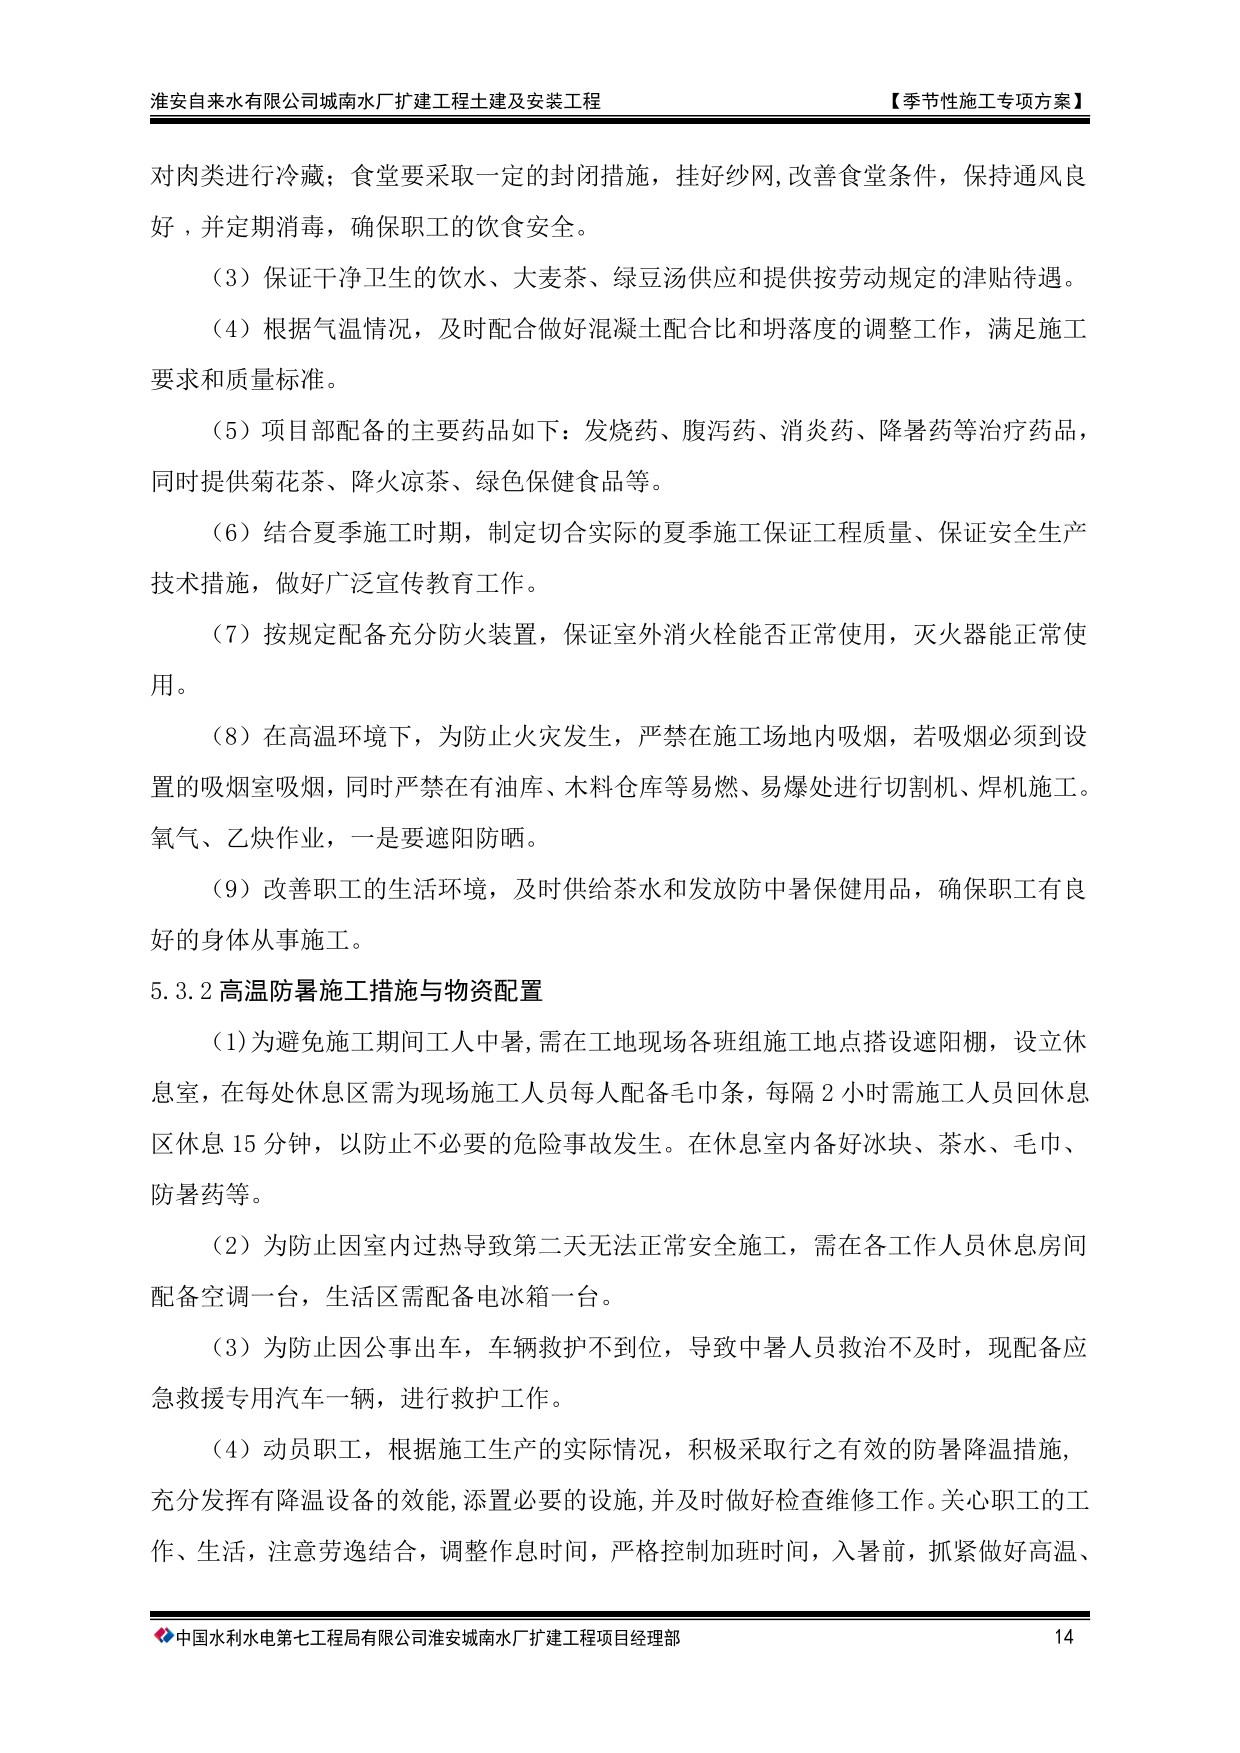 淮安自来水有限公司城南水厂扩建工程土建及安装工程 【季节性施工专项方案】
对肉类进行冷藏；食堂要采取一定的封闭措施，挂好纱网,改善食堂条件，保持通风良
好﹐并定期消毒，确保职工的饮食安全。
（3）保证干净卫生的饮水、大麦茶、绿豆汤供应和提供按劳动规定的津贴待遇。
（4）根据气温情况，及时配合做好混凝土配合比和坍落度的调整工作，满足施工
要求和质量标准。
（5）项目部配备的主要药品如下：发烧药、腹泻药、消炎药、降暑药等治疗药品，
同时提供菊花茶、降火凉茶、绿色保健食品等。
（6）结合夏季施工时期，制定切合实际的夏季施工保证工程质量、保证安全生产
技术措施，做好广泛宣传教育工作。
（7）按规定配备充分防火装置，保证室外消火栓能否正常使用，灭火器能正常使
用。
（8）在高温环境下，为防止火灾发生，严禁在施工场地内吸烟，若吸烟必须到设
置的吸烟室吸烟，同时严禁在有油库、木料仓库等易燃、易爆处进行切割机、焊机施工。
氧气、乙炔作业，一是要遮阳防晒。
（9）改善职工的生活环境，及时供给茶水和发放防中暑保健用品，确保职工有良
好的身体从事施工。
5.3.2 高温防暑施工措施与物资配置
（1)为避免施工期间工人中暑,需在工地现场各班组施工地点搭设遮阳棚，设立休
息室，在每处休息区需为现场施工人员每人配备毛巾条，每隔 2 小时需施工人员回休息
区休息 15 分钟，以防止不必要的危险事故发生。在休息室内备好冰块、茶水、毛巾、
防暑药等。
（2）为防止因室内过热导致第二天无法正常安全施工，需在各工作人员休息房间
配备空调一台，生活区需配备电冰箱一台。
（3）为防止因公事出车，车辆救护不到位，导致中暑人员救治不及时，现配备应
急救援专用汽车一辆，进行救护工作。
（4）动员职工，根据施工生产的实际情况，积极采取行之有效的防暑降温措施,
充分发挥有降温设备的效能,添置必要的设施,并及时做好检查维修工作。关心职工的工
作、生活，注意劳逸结合，调整作息时间，严格控制加班时间，入暑前，抓紧做好高温、
中国水利水电第七工程局有限公司淮安城南水厂扩建工程项目经理部 14